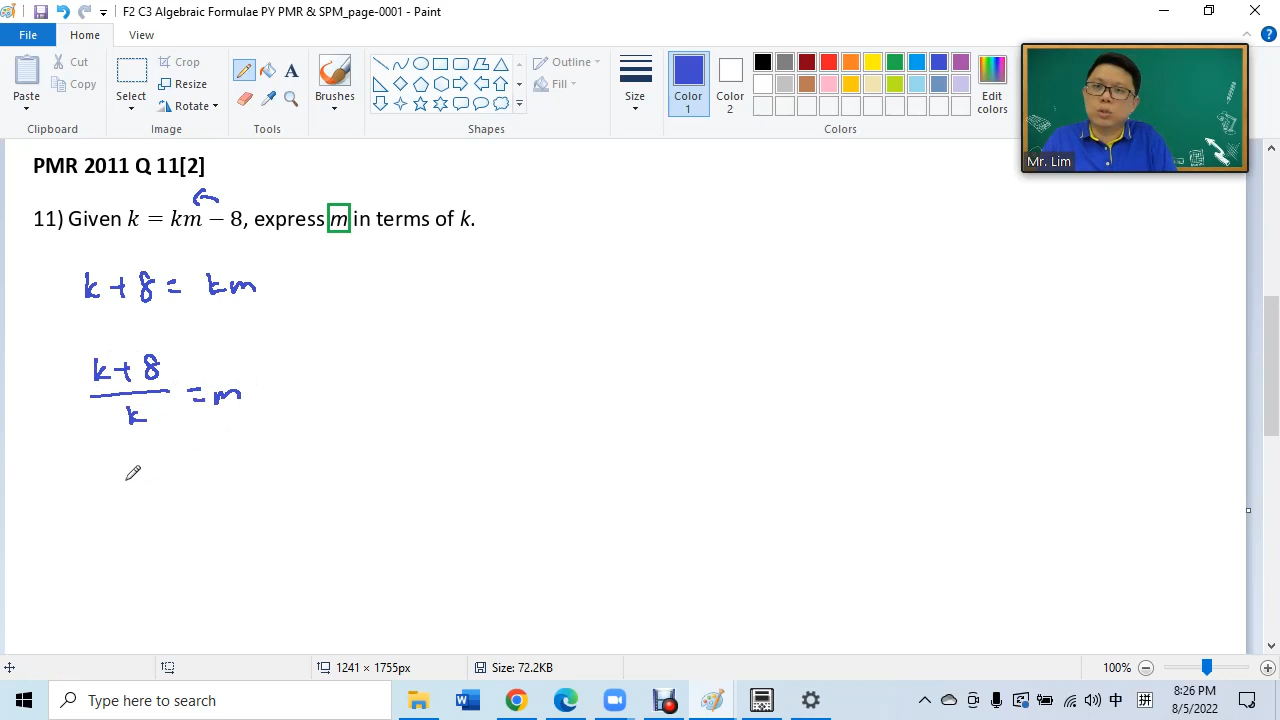 F2 C3 Algebraic Formulae PY PMR & SPM_page-0001 - Paint
File Home View
Paste Cut Copy Clipboard
Select Crop Resize Rotate Image
A Tools
Brushes
Outline Fill Shapes
Size
Color 1 Color 2 Edit colors Colors
Mr. Lim
PMR 2011 Q 11[2]
11) Given k = km − 8, express m in terms of k.
k + 8 = km
k + 8
= m
k
1241 × 1755px Size: 72.2KB 100%
Type here to search
中 拼
8:26 PM
8/5/2022